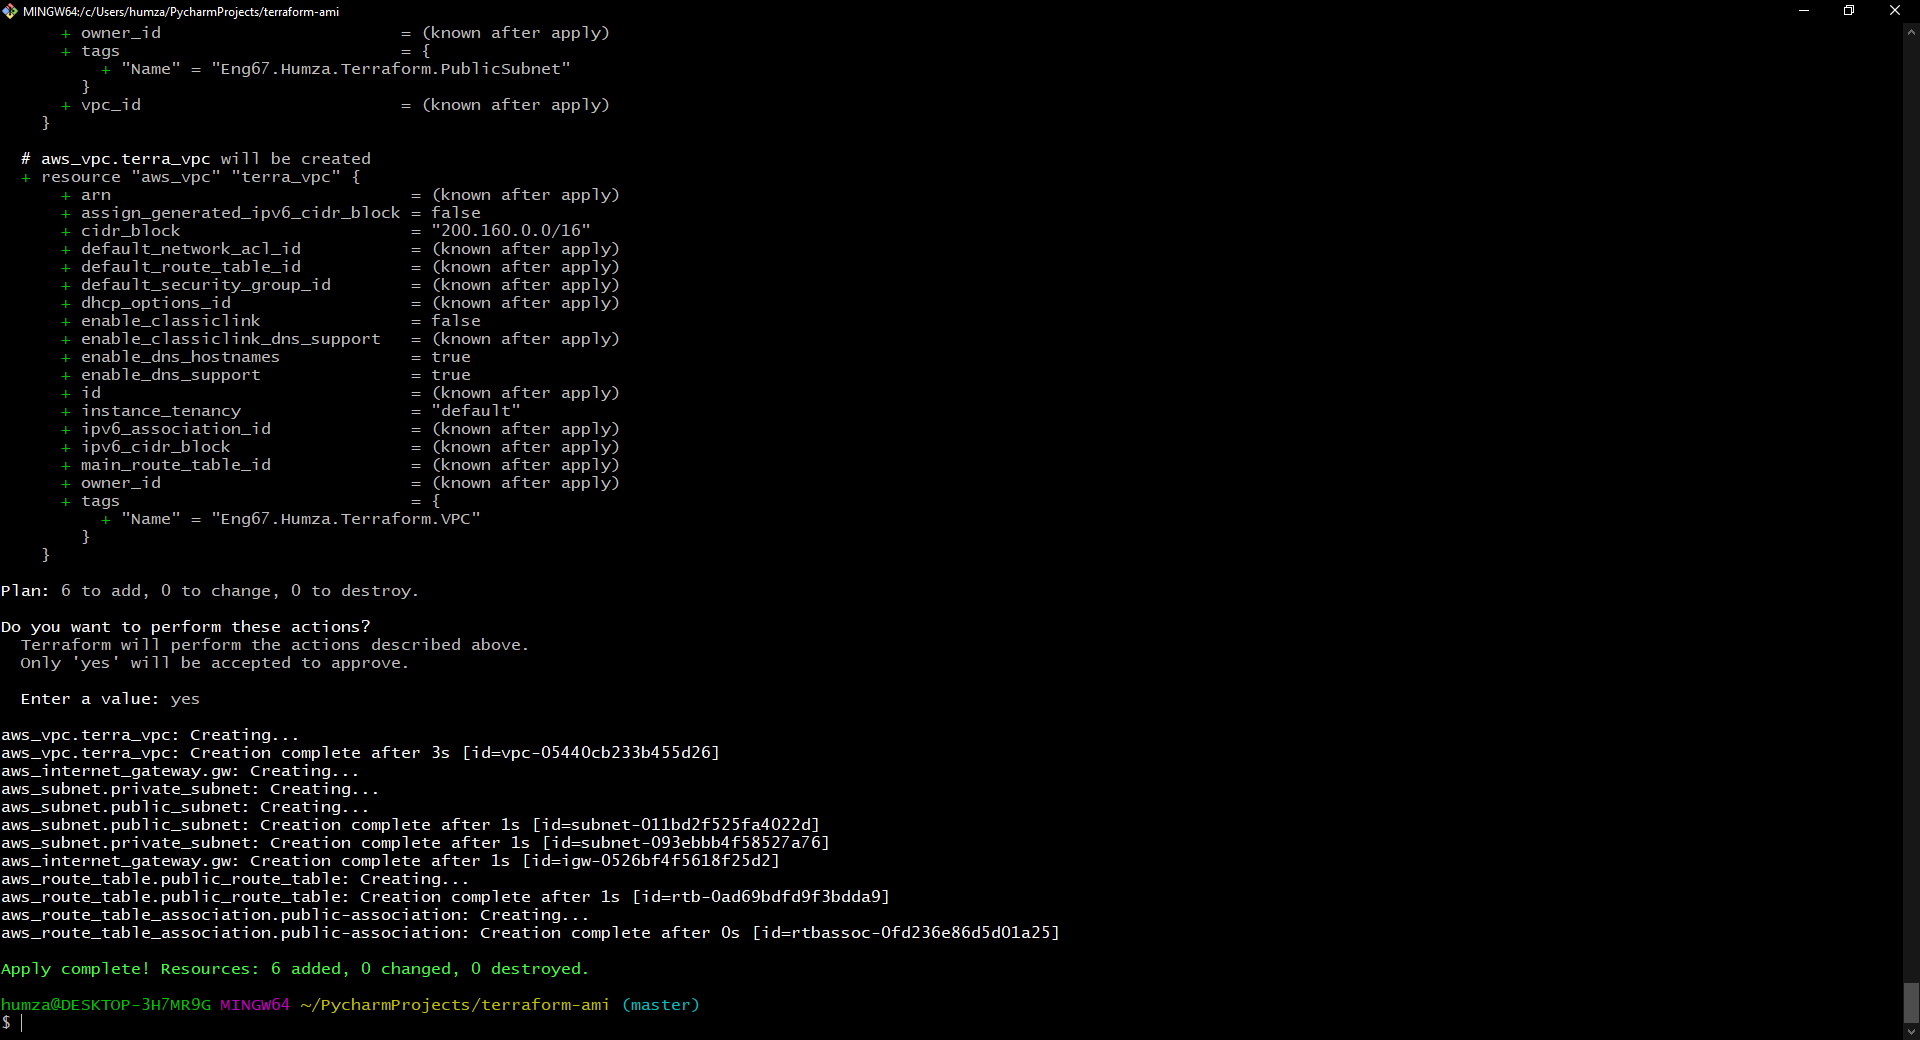 MINGW64:/c/Users/humza/PycharmProjects/terraform-ami
      + owner_id                        = (known after apply)
      + tags                            = {
          + "Name" = "Eng67.Humza.Terraform.PublicSubnet"
        }
      + vpc_id                          = (known after apply)
    }
  # aws_vpc.terra_vpc will be created
  + resource "aws_vpc" "terra_vpc" {
      + arn                              = (known after apply)
      + assign_generated_ipv6_cidr_block = false
      + cidr_block                       = "200.160.0.0/16"
      + default_network_acl_id           = (known after apply)
      + default_route_table_id           = (known after apply)
      + default_security_group_id        = (known after apply)
      + dhcp_options_id                  = (known after apply)
      + enable_classiclink               = false
      + enable_classiclink_dns_support   = (known after apply)
      + enable_dns_hostnames             = true
      + enable_dns_support               = true
      + id                               = (known after apply)
      + instance_tenancy                 = "default"
      + ipv6_association_id              = (known after apply)
      + ipv6_cidr_block                  = (known after apply)
      + main_route_table_id              = (known after apply)
      + owner_id                         = (known after apply)
      + tags                             = {
          + "Name" = "Eng67.Humza.Terraform.VPC"
        }
    }
Plan: 6 to add, 0 to change, 0 to destroy.
Do you want to perform these actions?
  Terraform will perform the actions described above.
  Only 'yes' will be accepted to approve.
  Enter a value: yes
aws_vpc.terra_vpc: Creating...
aws_vpc.terra_vpc: Creation complete after 3s [id=vpc-05440cb233b455d26]
aws_internet_gateway.gw: Creating...
aws_subnet.private_subnet: Creating...
aws_subnet.public_subnet: Creating...
aws_subnet.public_subnet: Creation complete after 1s [id=subnet-011bd2f525fa4022d]
aws_subnet.private_subnet: Creation complete after 1s [id=subnet-093ebbb4f58527a76]
aws_internet_gateway.gw: Creation complete after 1s [id=igw-0526bf4f5618f25d2]
aws_route_table.public_route_table: Creating...
aws_route_table.public_route_table: Creation complete after 1s [id=rtb-0ad69bdfd9f3bdda9]
aws_route_table_association.public-association: Creating...
aws_route_table_association.public-association: Creation complete after 0s [id=rtbassoc-0fd236e86d5d01a25]
Apply complete! Resources: 6 added, 0 changed, 0 destroyed.
humza@DESKTOP-3H7MR9G MINGW64 ~/PycharmProjects/terraform-ami (master)
$